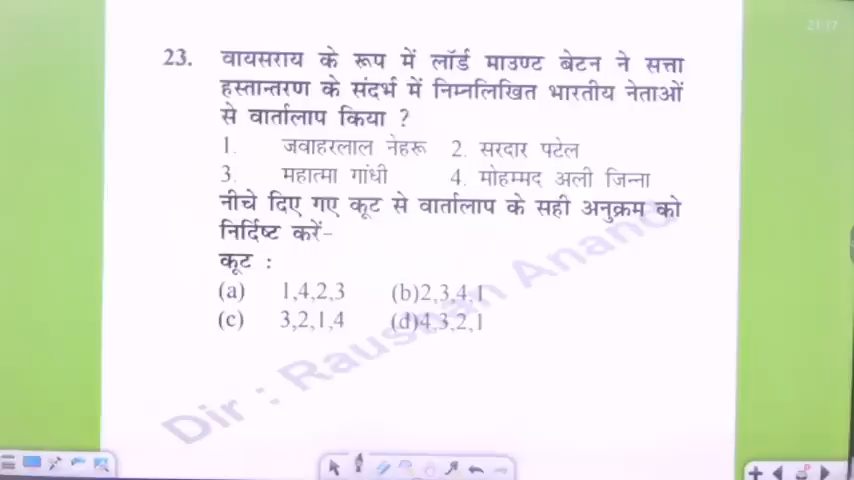 21:17
23. वायसराय के रूप में लॉर्ड माउण्ट बेटन ने सत्ता
हस्तान्तरण के संदर्भ में निम्नलिखित भारतीय नेताओं
से वार्तालाप किया ?
1. जवाहरलाल नेहरू 2. सरदार पटेल
3. महात्मा गांधी 4. मोहम्मद अली जिन्ना
नीचे दिए गए कूट से वार्तालाप के सही अनुक्रम को
निर्दिष्ट करें-
कूट :
(a) 1,4,2,3 (b)2,3,4,1
(c) 3,2,1,4 (d)4,3,2,1
Dir : Raushan Anand